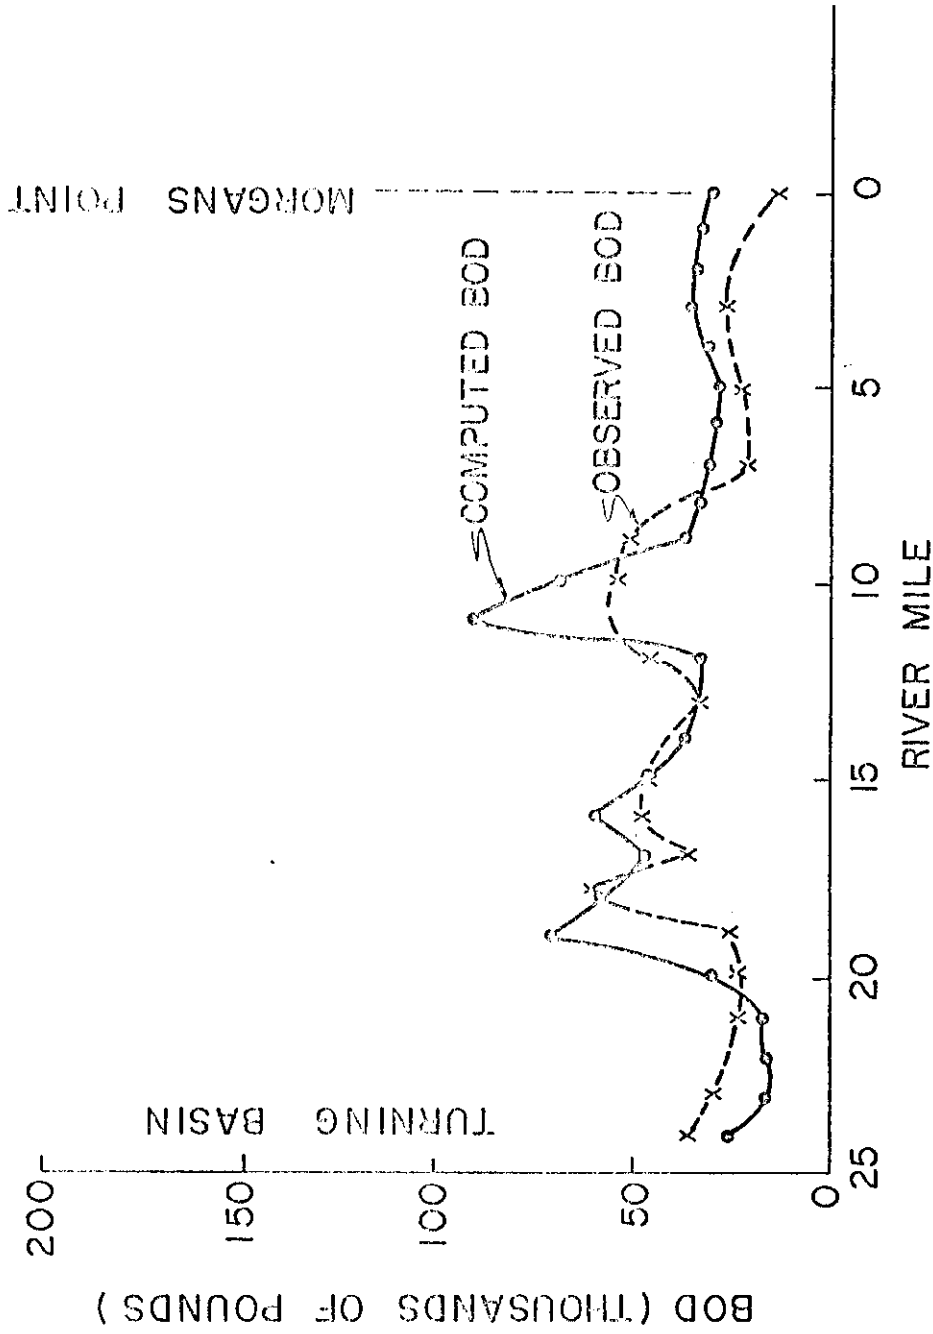 BOD (THOUSANDS OF POUNDS)
200
150
100
50
0
TURNING BASIN
MORGANS POINT
COMPUTED BOD
OBSERVED BOD
25
20
15
10
5
0
RIVER MILE